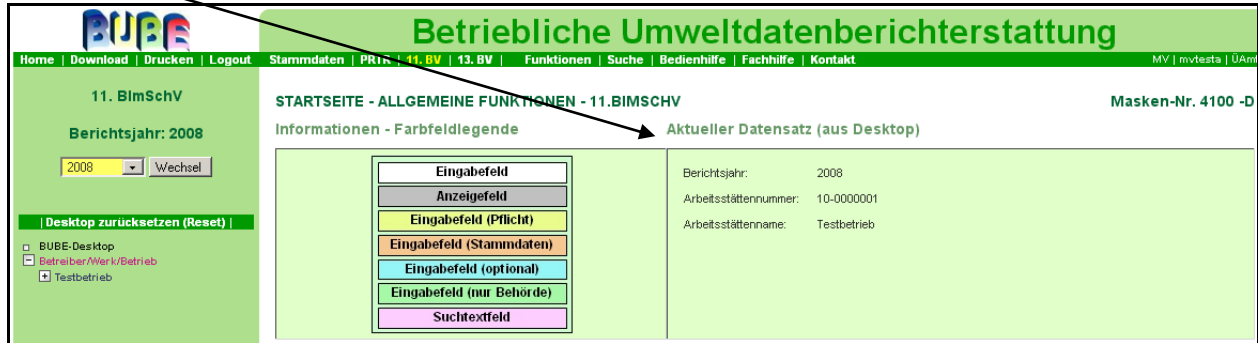 BUBE
Betriebliche Umweltdatenberichterstattung
Home | Download | Drucken | Logout
Stammdaten | PRTR | 11. BV | 13. BV | Funktionen | Suche | Bedienhilfe | Fachhilfe | Kontakt
MV | mvtesta | ÜAmt
11. BImSchV
Berichtsjahr: 2008
2008 Wechsel
| Desktop zurücksetzen (Reset) |
BUBE-Desktop
Betreiber/Werk/Betrieb
Testbetrieb
STARTSEITE - ALLGEMEINE FUNKTIONEN - 11.BIMSCHV
Masken-Nr. 4100 -D
Informationen - Farbfeldlegende
Eingabefeld
Anzeigefeld
Eingabefeld (Pflicht)
Eingabefeld (Stammdaten)
Eingabefeld (optional)
Eingabefeld (nur Behörde)
Suchtextfeld
Aktueller Datensatz (aus Desktop)
Berichtsjahr: 2008
Arbeitsstättennummer: 10-0000001
Arbeitsstättenname: Testbetrieb